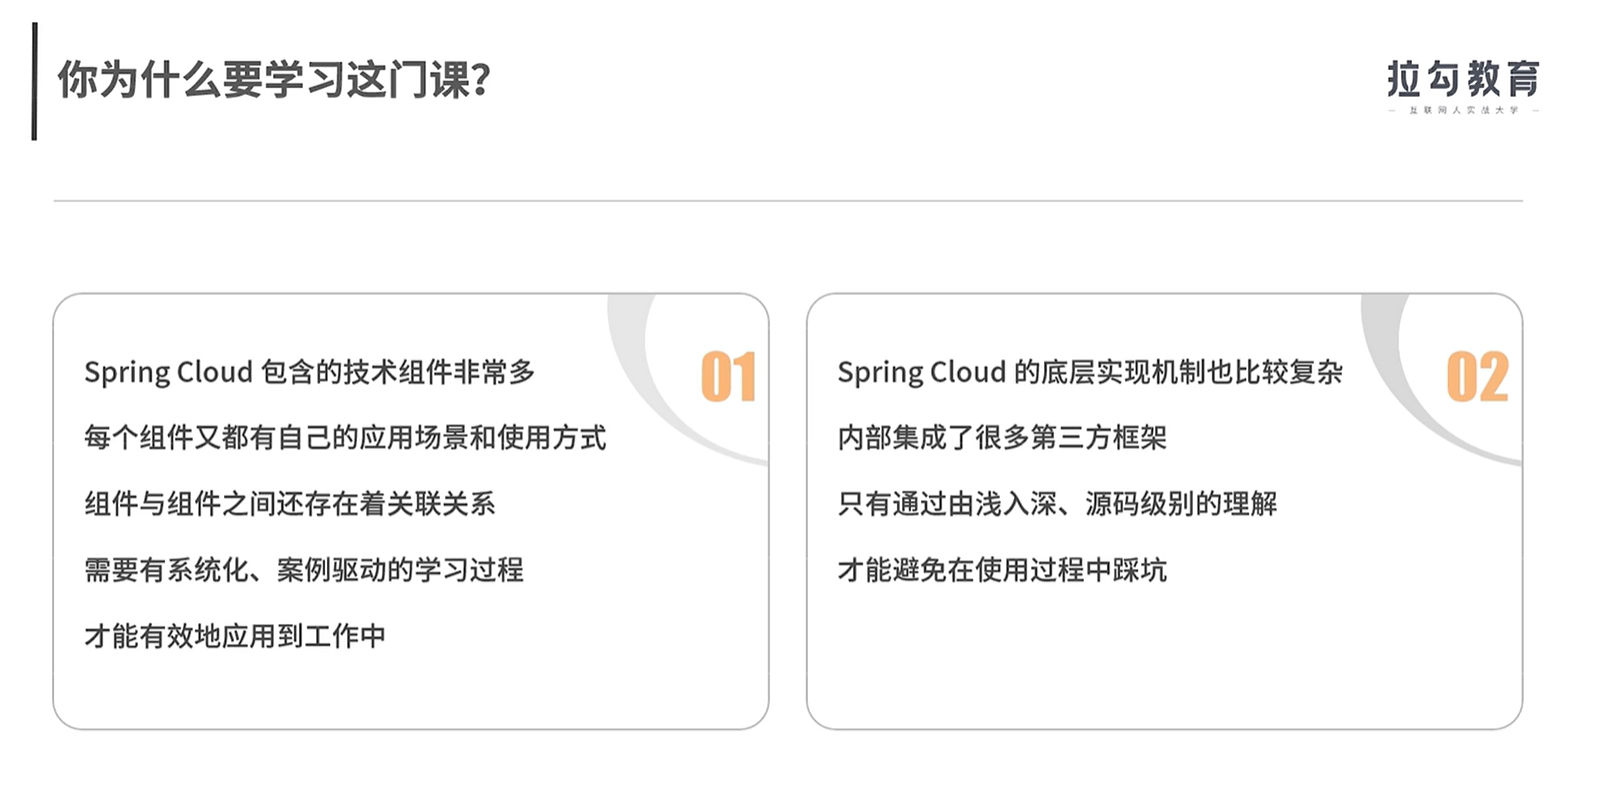 你为什么要学习这门课?
拉勾教育
— 互联网人实战大学 —
Spring Cloud 包含的技术组件非常多
每个组件又都有自己的应用场景和使用方式
组件与组件之间还存在着关联关系
需要有系统化、案例驱动的学习过程
才能有效地应用到工作中
01
Spring Cloud 的底层实现机制也比较复杂
内部集成了很多第三方框架
只有通过由浅入深、源码级别的理解
才能避免在使用过程中踩坑
02